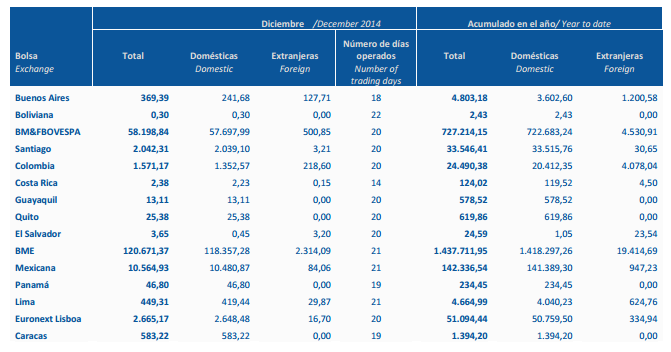 Diciembre /December 2014 Acumulado en el año/ Year to date
Bolsa Total Domésticas Extranjeras Número de días operados Total Domésticas Extranjeras
Exchange Domestic Foreign Number of trading days Domestic Foreign
Buenos Aires 369,39 241,68 127,71 18 4.803,18 3.602,60 1.200,58
Boliviana 0,30 0,30 0,00 22 2,43 2,43 0,00
BM&FBOVESPA 58.198,84 57.697,99 500,85 20 727.214,15 722.683,24 4.530,91
Santiago 2.042,31 2.039,10 3,21 20 33.546,41 33.515,76 30,65
Colombia 1.571,17 1.352,57 218,60 20 24.490,38 20.412,35 4.078,04
Costa Rica 2,38 2,23 0,15 14 124,02 119,52 4,50
Guayaquil 13,11 13,11 0,00 20 578,52 578,52 0,00
Quito 25,38 25,38 0,00 20 619,86 619,86 0,00
El Salvador 3,65 0,45 3,20 20 24,59 1,05 23,54
BME 120.671,37 118.357,28 2.314,09 21 1.437.711,95 1.418.297,26 19.414,69
Mexicana 10.564,93 10.480,87 84,06 21 142.336,54 141.389,30 947,23
Panamá 46,80 46,80 0,00 19 234,45 234,45 0,00
Lima 449,31 419,44 29,87 21 4.664,99 4.040,23 624,76
Euronext Lisboa 2.665,17 2.648,48 16,70 20 51.094,44 50.759,50 334,94
Caracas 583,22 583,22 0,00 19 1.394,20 1.394,20 0,00